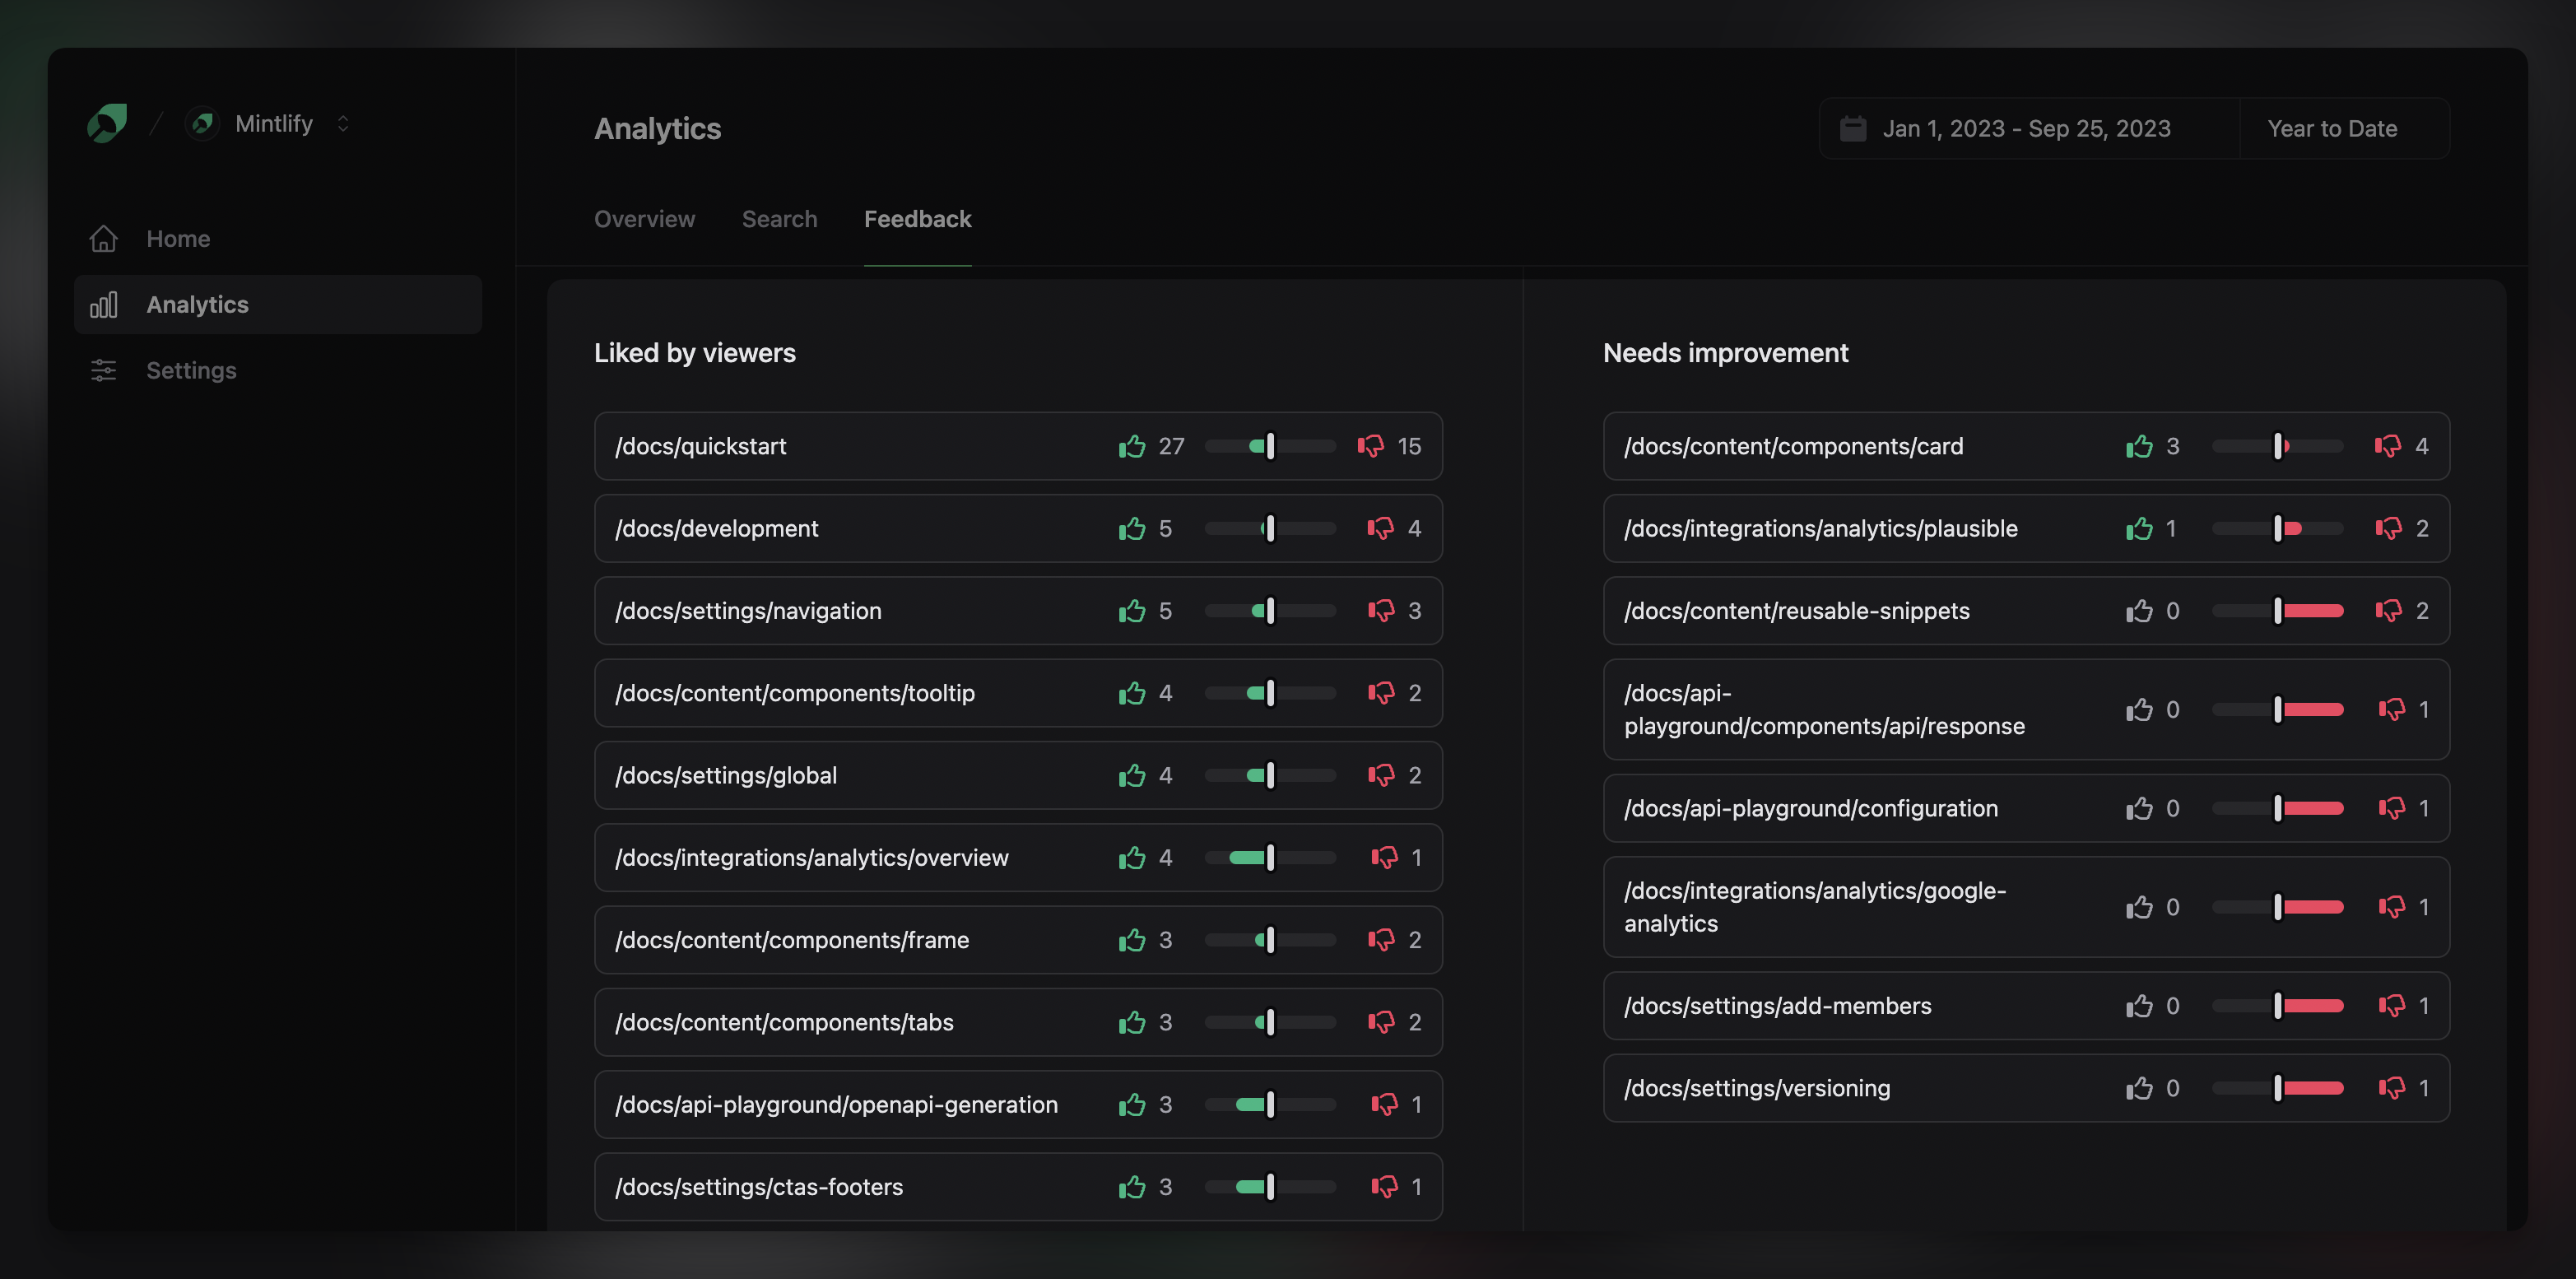 / Mintlify
Home
Analytics
Settings
Analytics
Jan 1, 2023 - Sep 25, 2023 Year to Date
Overview Search Feedback
Liked by viewers
/docs/quickstart 27 15
/docs/development 5 4
/docs/settings/navigation 5 3
/docs/content/components/tooltip 4 2
/docs/settings/global 4 2
/docs/integrations/analytics/overview 4 1
/docs/content/components/frame 3 2
/docs/content/components/tabs 3 2
/docs/api-playground/openapi-generation 3 1
/docs/settings/ctas-footers 3 1
Needs improvement
/docs/content/components/card 3 4
/docs/integrations/analytics/plausible 1 2
/docs/content/reusable-snippets 0 2
/docs/api-
playground/components/api/response 0 1
/docs/api-playground/configuration 0 1
/docs/integrations/analytics/google-
analytics 0 1
/docs/settings/add-members 0 1
/docs/settings/versioning 0 1